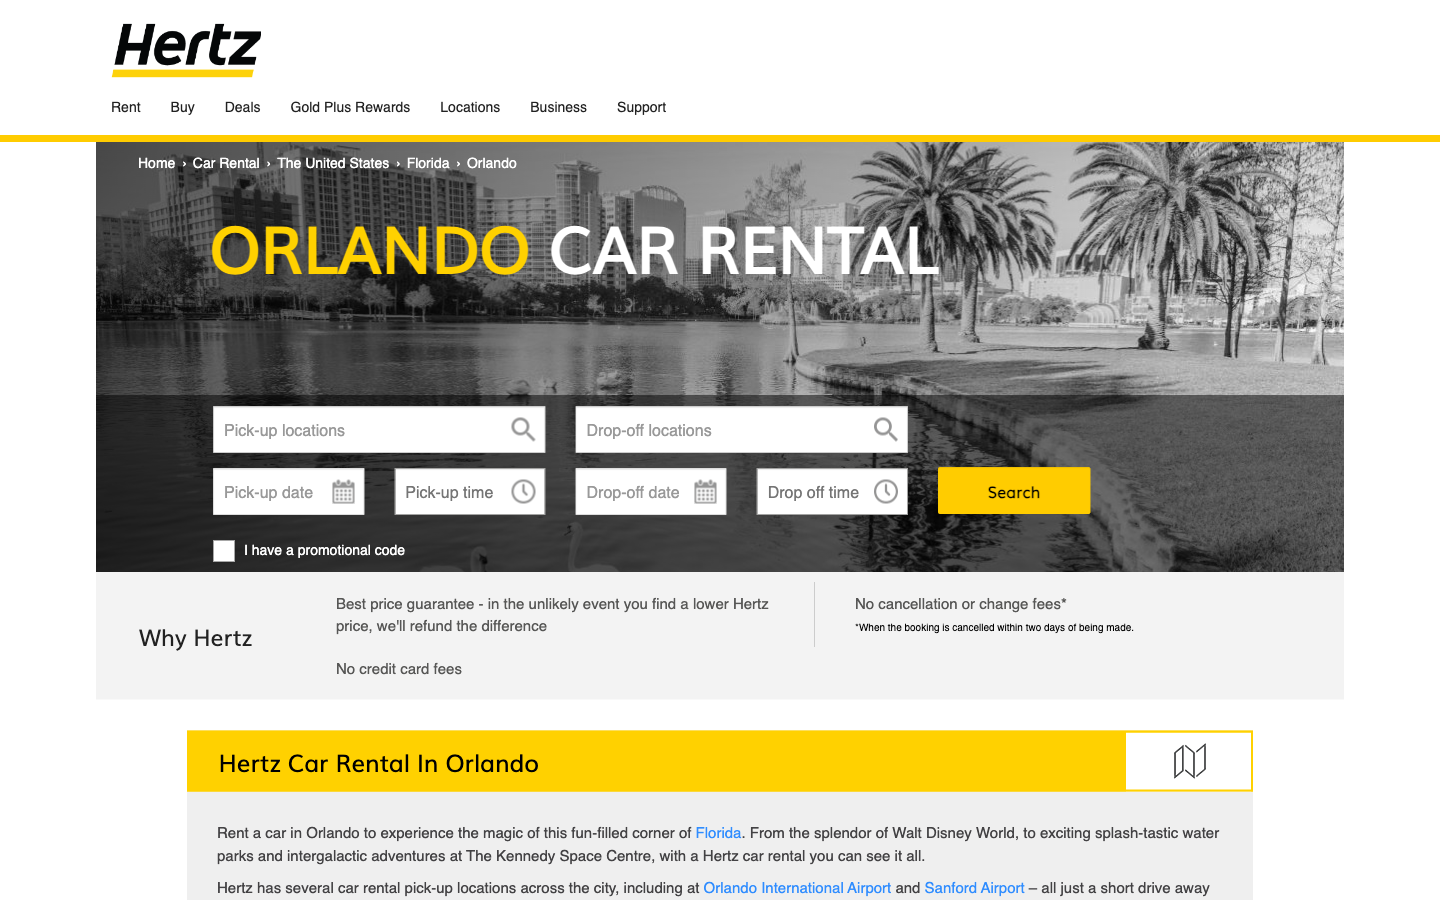 Hertz
Rent Buy Deals Gold Plus Rewards Locations Business Support
Home › Car Rental › The United States › Florida › Orlando
ORLANDO CAR RENTAL
Pick-up locations Drop-off locations
Pick-up date Pick-up time Drop-off date Drop off time Search
I have a promotional code
Why Hertz
Best price guarantee - in the unlikely event you find a lower Hertz
price, we'll refund the difference
No credit card fees
No cancellation or change fees*
*When the booking is cancelled within two days of being made.
Hertz Car Rental In Orlando
Rent a car in Orlando to experience the magic of this fun-filled corner of Florida. From the splendor of Walt Disney World, to exciting splash-tastic water
parks and intergalactic adventures at The Kennedy Space Centre, with a Hertz car rental you can see it all.
Hertz has several car rental pick-up locations across the city, including at Orlando International Airport and Sanford Airport – all just a short drive away